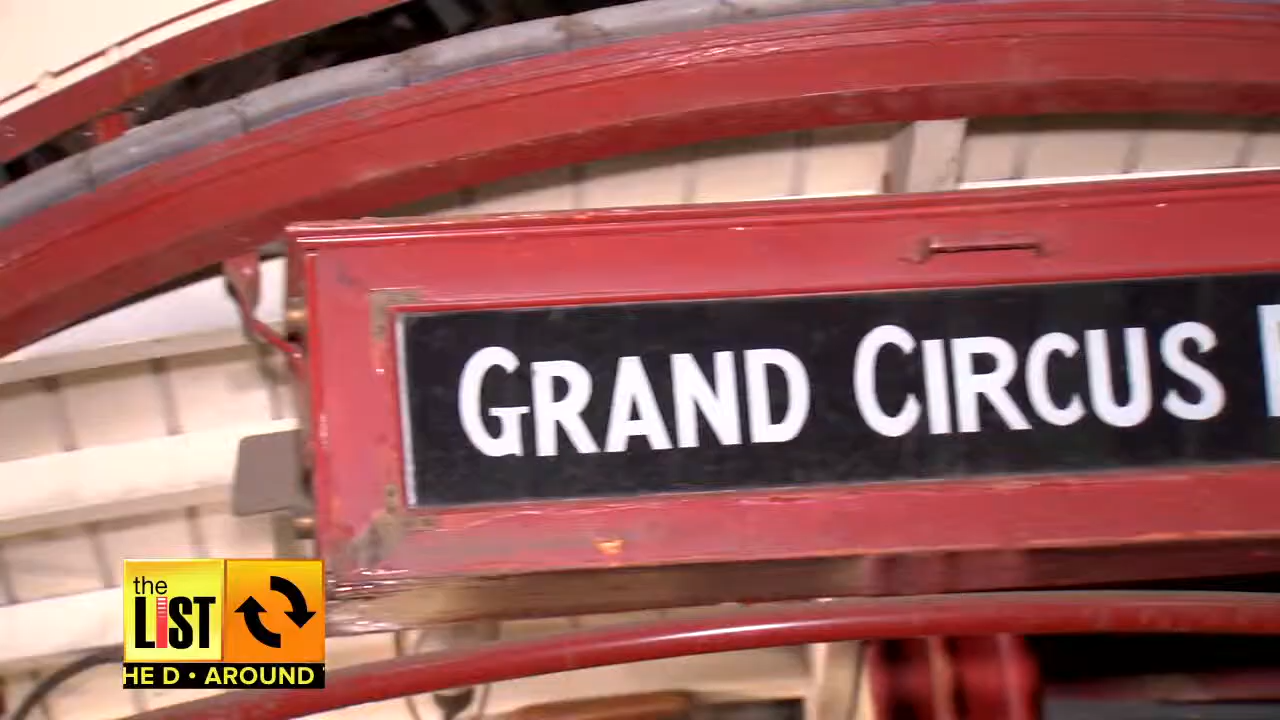 GRAND CIRCUS
the
LIST
HE D • AROUND